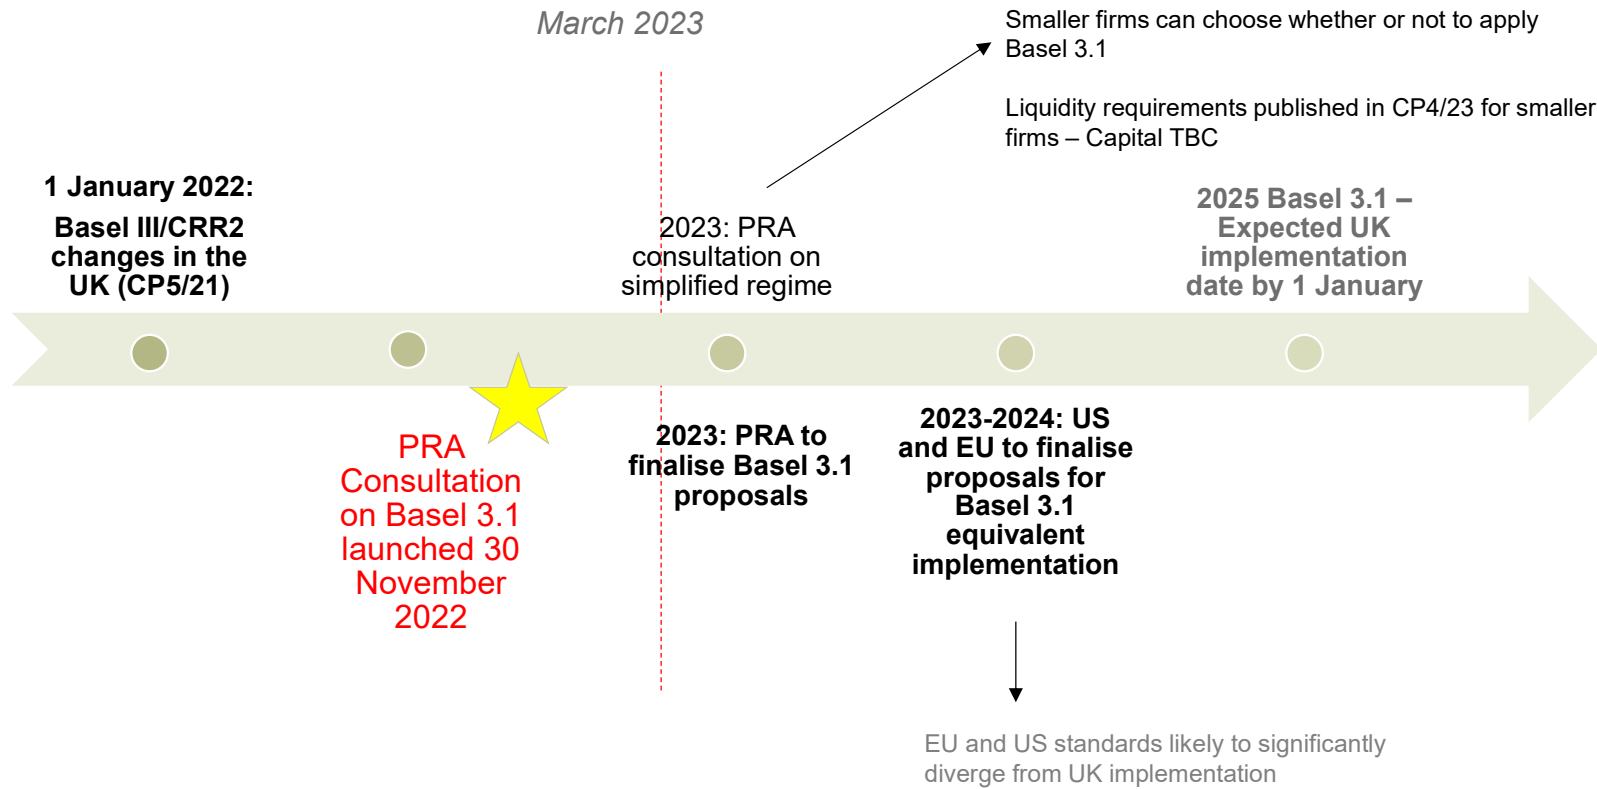 March 2023
Smaller firms can choose whether or not to apply
Basel 3.1
Liquidity requirements published in CP4/23 for smaller
firms – Capital TBC
1 January 2022:
Basel III/CRR2
changes in the
UK (CP5/21)
2023: PRA
consultation on
simplified regime
2025 Basel 3.1 –
Expected UK
implementation
date by 1 January
PRA
Consultation
on Basel 3.1
launched 30
November
2022
2023: PRA to
finalise Basel 3.1
proposals
2023-2024: US
and EU to finalise
proposals for
Basel 3.1
equivalent
implementation
EU and US standards likely to significantly
diverge from UK implementation